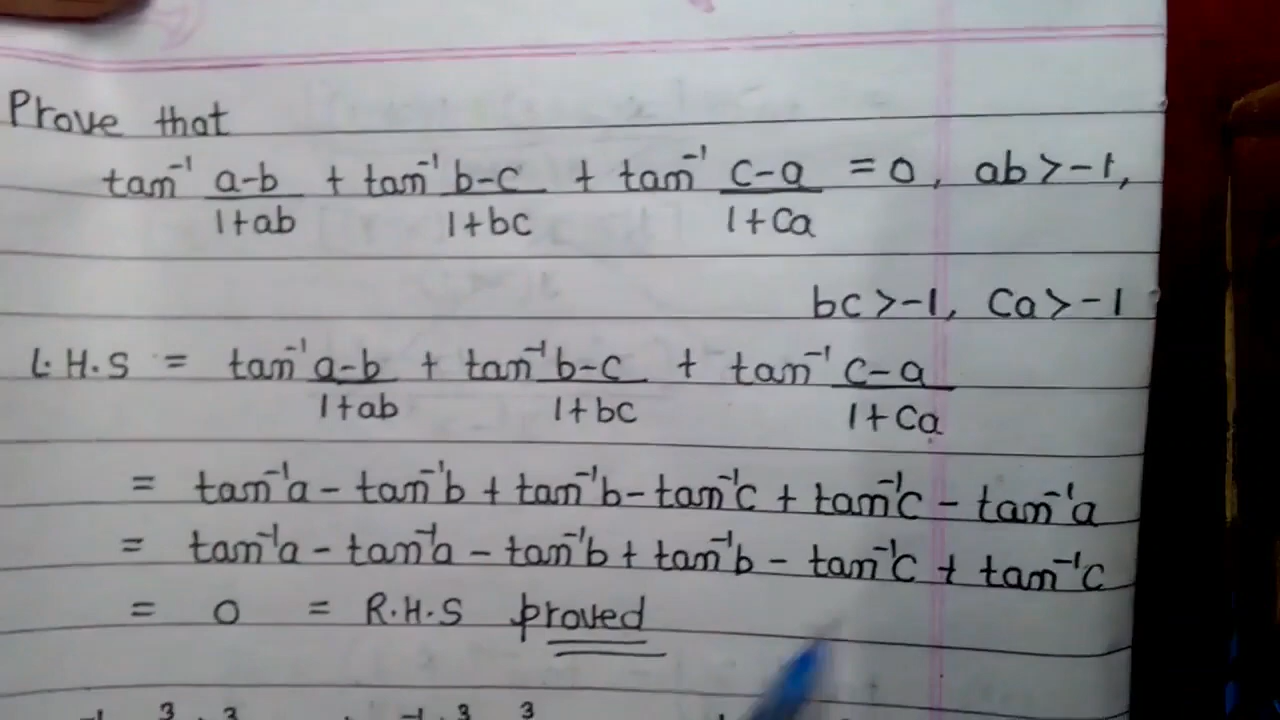 Prove that
tan⁻¹ a-b/1+ab + tan⁻¹ b-c/1+bc + tan⁻¹ c-a/1+ca = 0, ab > -1,
bc > -1, ca > -1
L.H.S = tan⁻¹ a-b/1+ab + tan⁻¹ b-c/1+bc + tan⁻¹ c-a/1+ca
= tan⁻¹a - tan⁻¹b + tan⁻¹b - tan⁻¹c + tan⁻¹c - tan⁻¹a
= tan⁻¹a - tan⁻¹a - tan⁻¹b + tan⁻¹b - tan⁻¹c + tan⁻¹c
= 0 = R.H.S proved